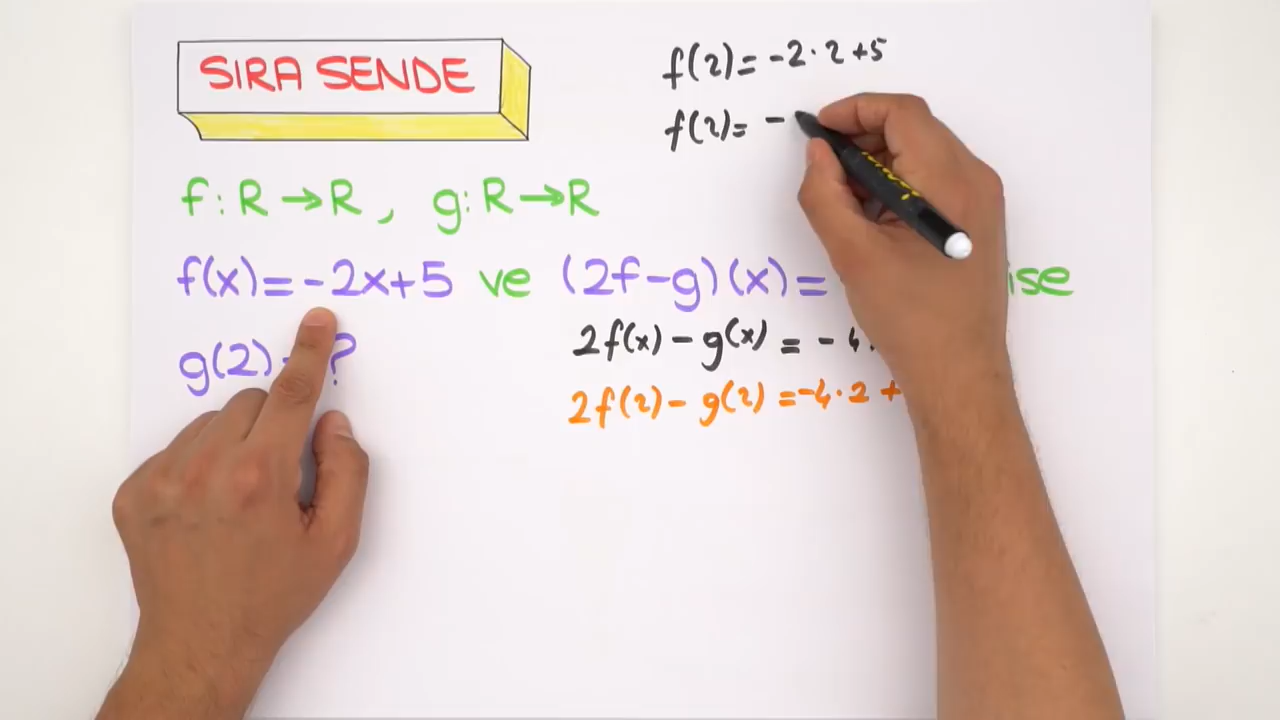 SIRA SENDE
f(2) = -2·2+5
f(2) = -
f : R → R , g : R → R
f(x) = -2x+5 ve (2f-g)(x) = ise
2f(x) - g(x) = -4
g(2) = ?
2f(2) - g(2) = -4·2 +